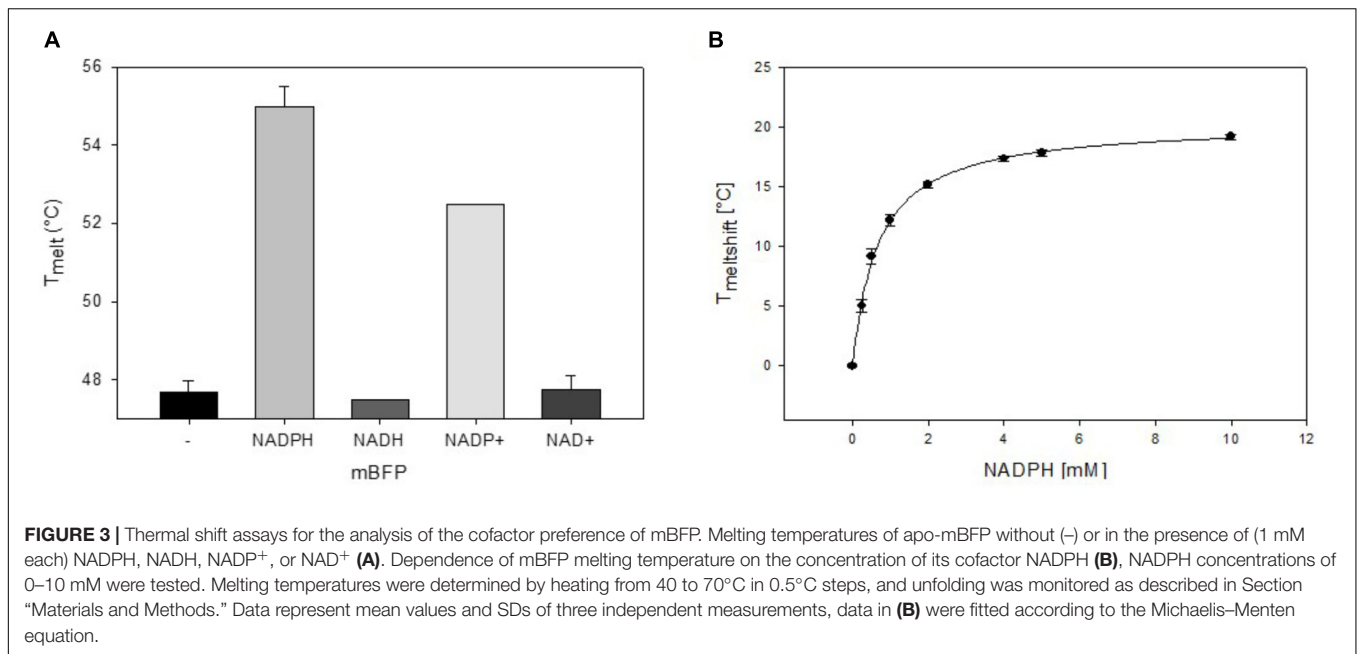 A
56
54
52
50
48
Tmelt (°C)
-
NADPH
NADH
NADP+
NAD+
mBFP
B
25
20
15
10
5
0
Tmeltshift [°C]
0
2
4
6
8
10
12
NADPH [mM]
FIGURE 3 | Thermal shift assays for the analysis of the cofactor preference of mBFP. Melting temperatures of apo-mBFP without (–) or in the presence of (1 mM
each) NADPH, NADH, NADP+, or NAD+ (A). Dependence of mBFP melting temperature on the concentration of its cofactor NADPH (B), NADPH concentrations of
0–10 mM were tested. Melting temperatures were determined by heating from 40 to 70°C in 0.5°C steps, and unfolding was monitored as described in Section
“Materials and Methods.” Data represent mean values and SDs of three independent measurements, data in (B) were fitted according to the Michaelis–Menten
equation.